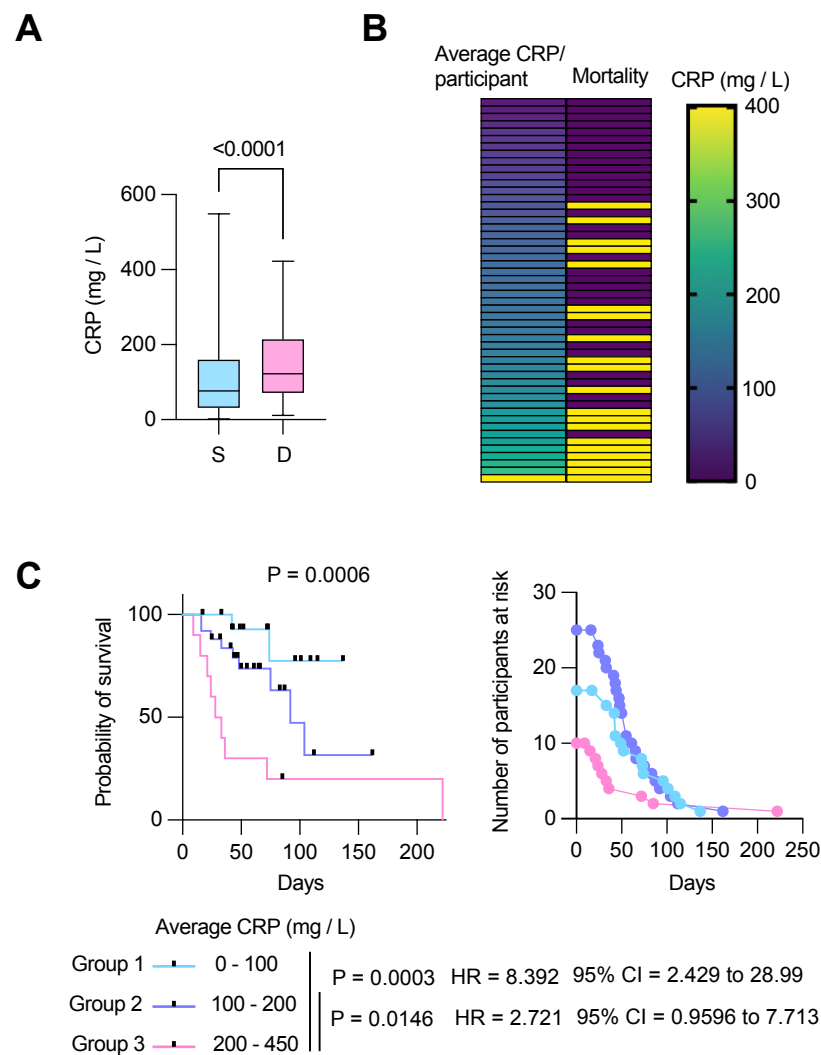 A
<0.0001
600
400
200
0
CRP (mg / L)
S
D
B
Average CRP/
participant
Mortality
CRP (mg / L)
400
300
200
100
0
C
P = 0.0006
100
50
0
Probability of survival
0
50
100
150
200
Days
30
20
10
0
Number of participants at risk
0
50
100
150
200
250
Days
Average CRP (mg / L)
Group 1 0 - 100
Group 2 100 - 200
Group 3 200 - 450
P = 0.0003 HR = 8.392 95% CI = 2.429 to 28.99
P = 0.0146 HR = 2.721 95% CI = 0.9596 to 7.713